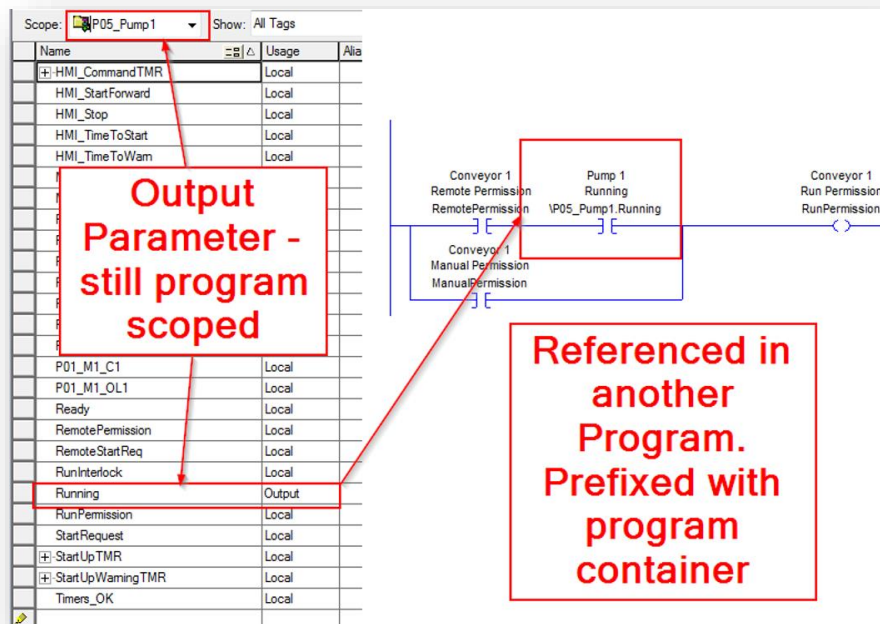 Scope: P05_Pump1 Show: All Tags
Name Usage Alia
HMI_CommandTMR Local
HMI_StartForward Local
HMI_Stop Local
HMI_TimeToStart Local
HMI_TimeToWarn Local
Output
Parameter -
still program
scoped
P01_M1_C1 Local
P01_M1_OL1 Local
Ready Local
RemotePermission Local
RemoteStartReq Local
RunInterlock Local
Running Output
RunPermission Local
StartRequest Local
StartUpTMR Local
StartUpWarningTMR Local
Timers_OK Local
Conveyor 1
Remote Permission
RemotePermission
Pump 1
Running
\P05_Pump1.Running
Conveyor 1
Run Permission
RunPermission
Conveyor 1
Manual Permission
ManualPermission
Referenced in
another
Program.
Prefixed with
program
container